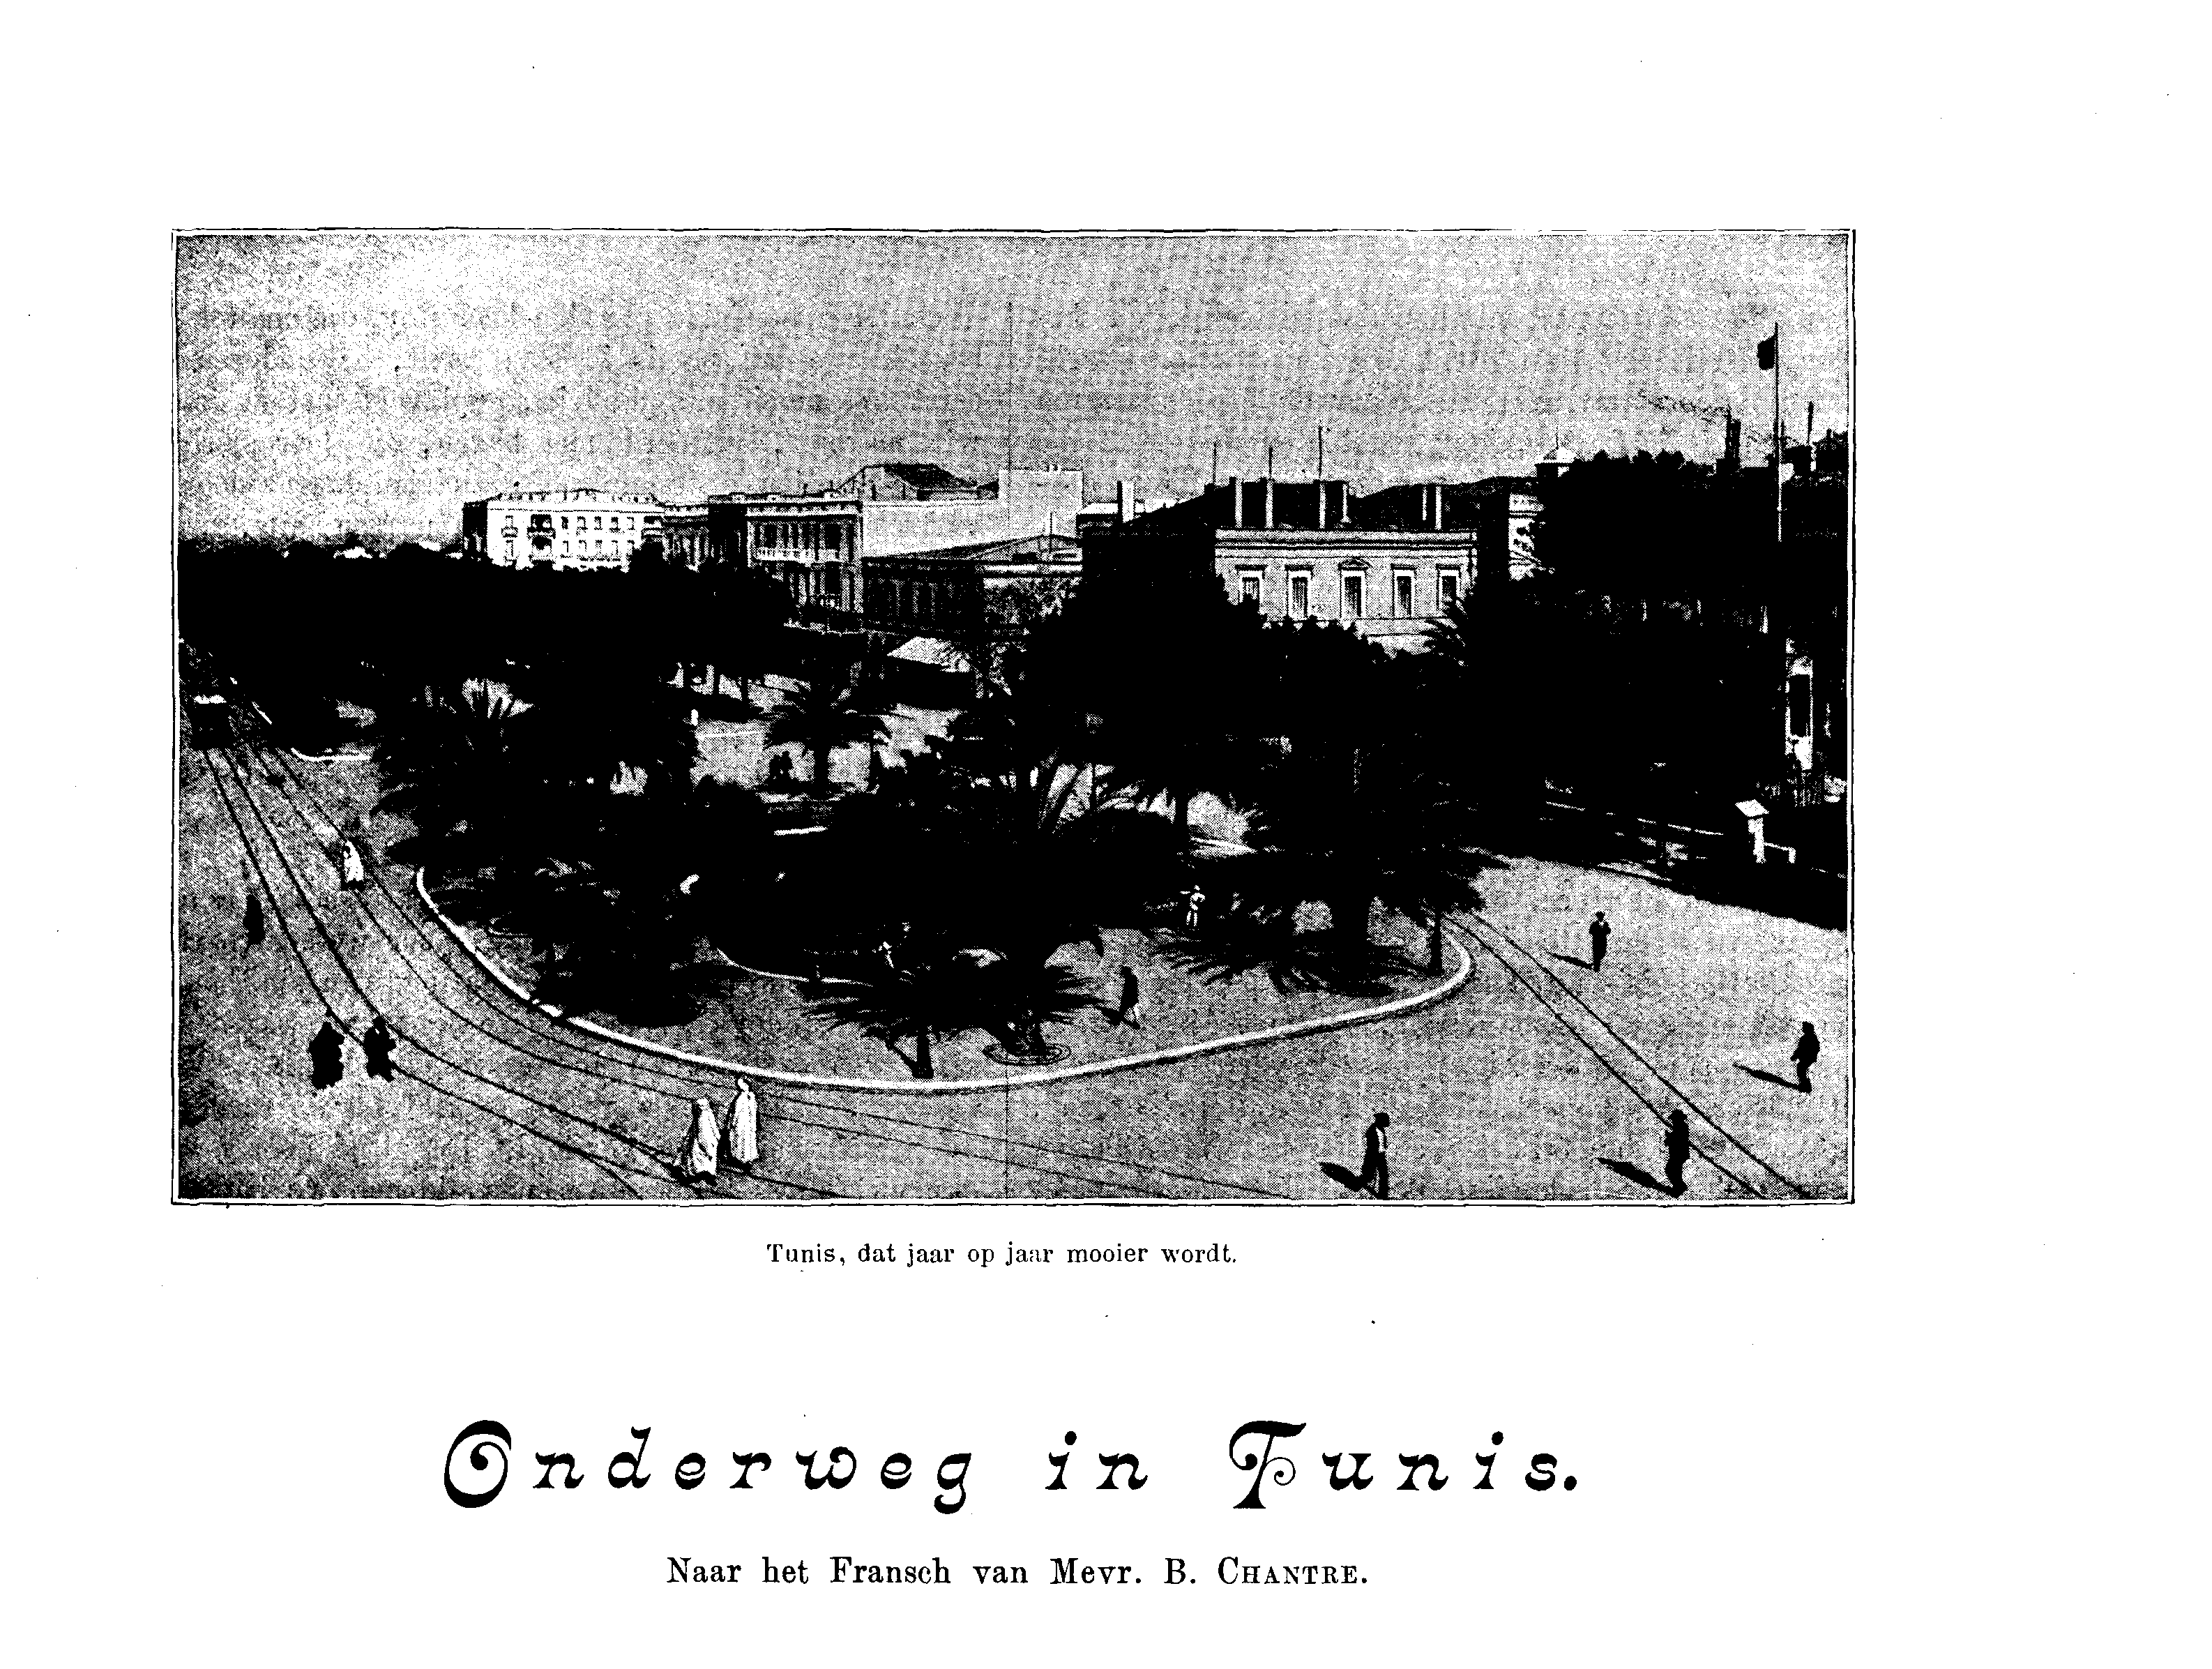 Tunis, dat jaar op jaar mooier wordt.
Onderweg in Tunis.
Naar het Fransch van Mevr. B. CHANTRE.